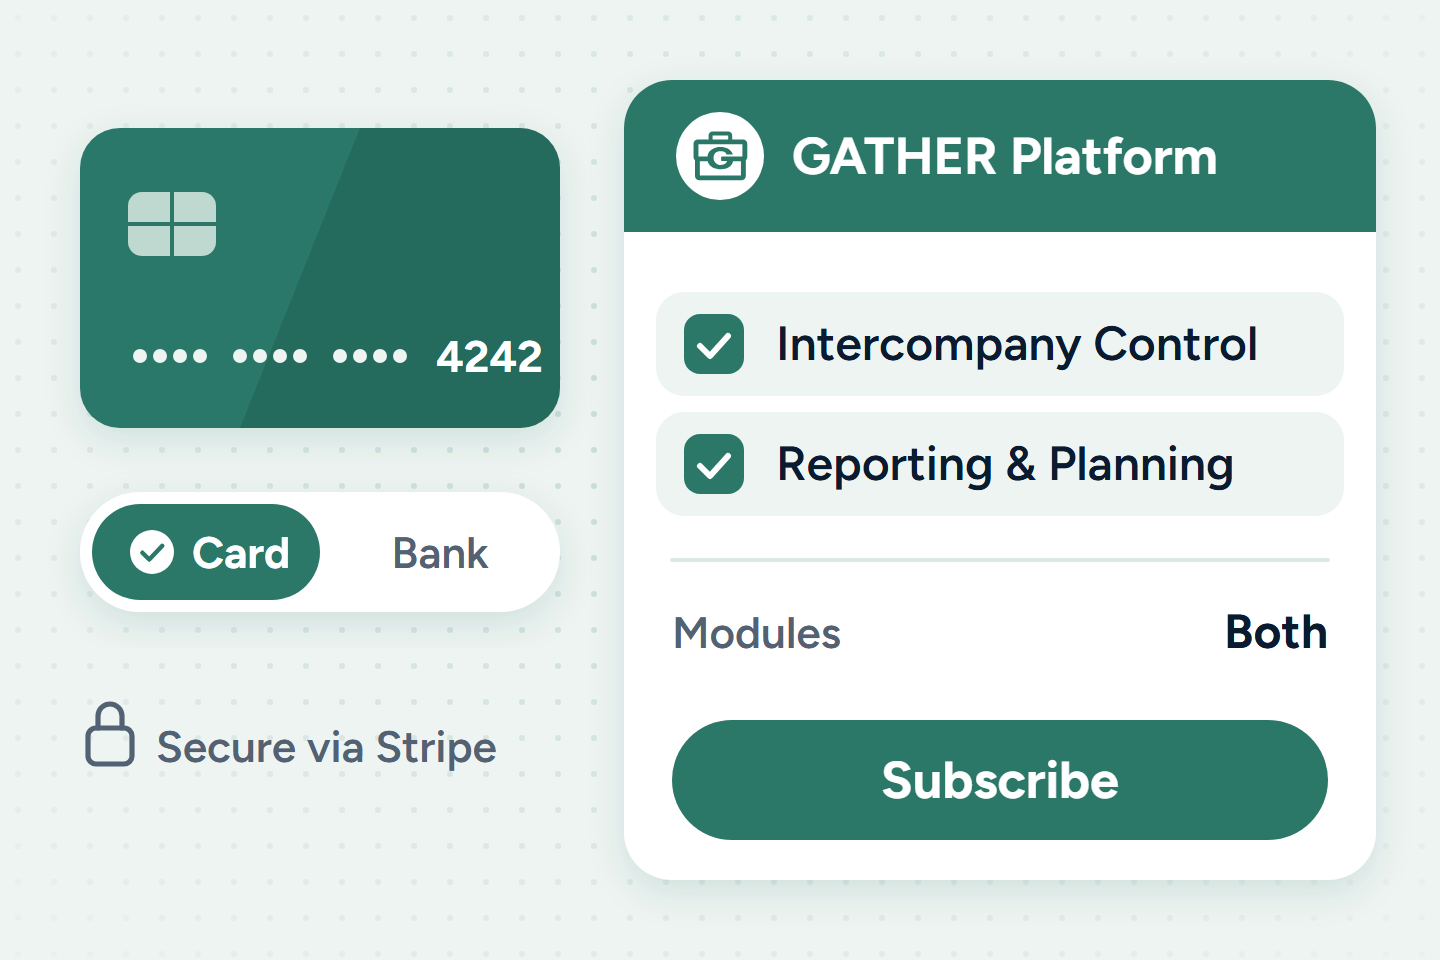 4242
Card
Bank
Secure via Stripe
G
GATHER Platform
Intercompany Control
Reporting & Planning
Modules
Both
Subscribe